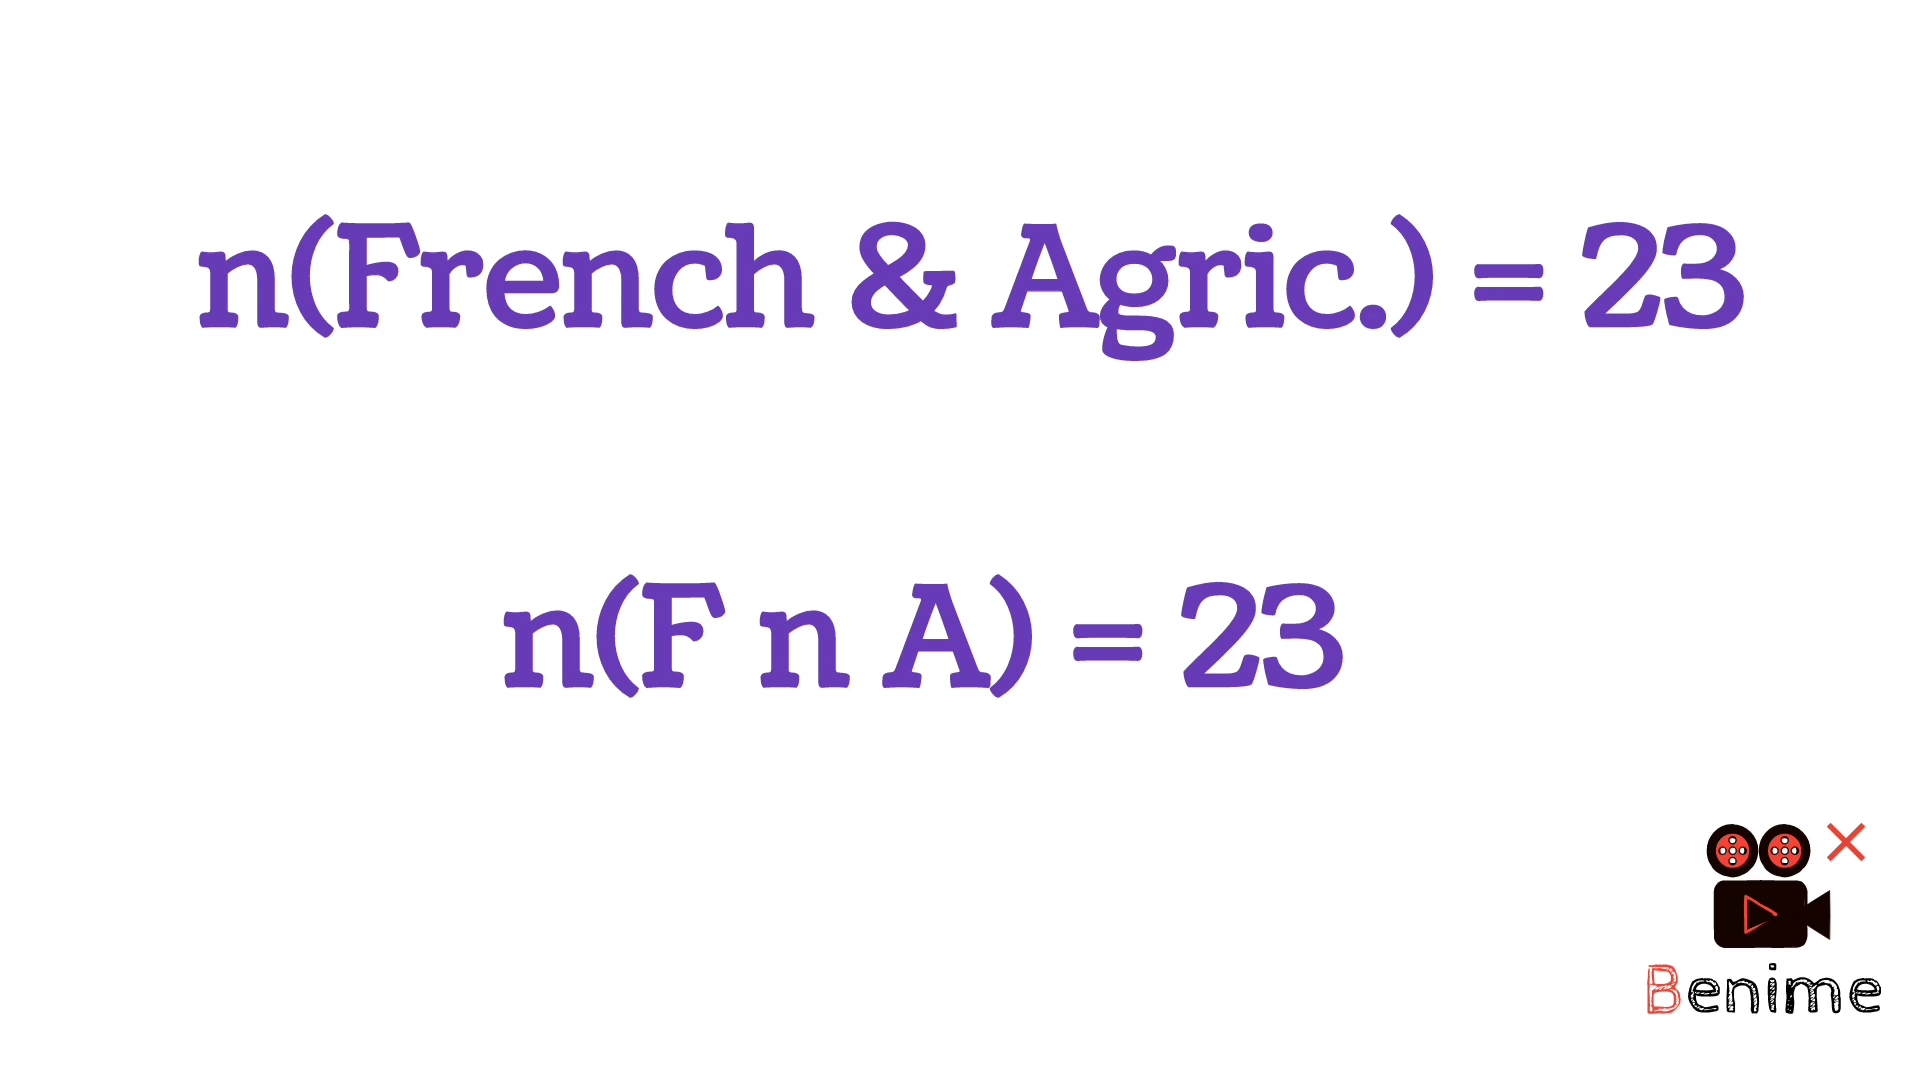 n(French & Agric.) = 23
n(F n A) = 23
Benime